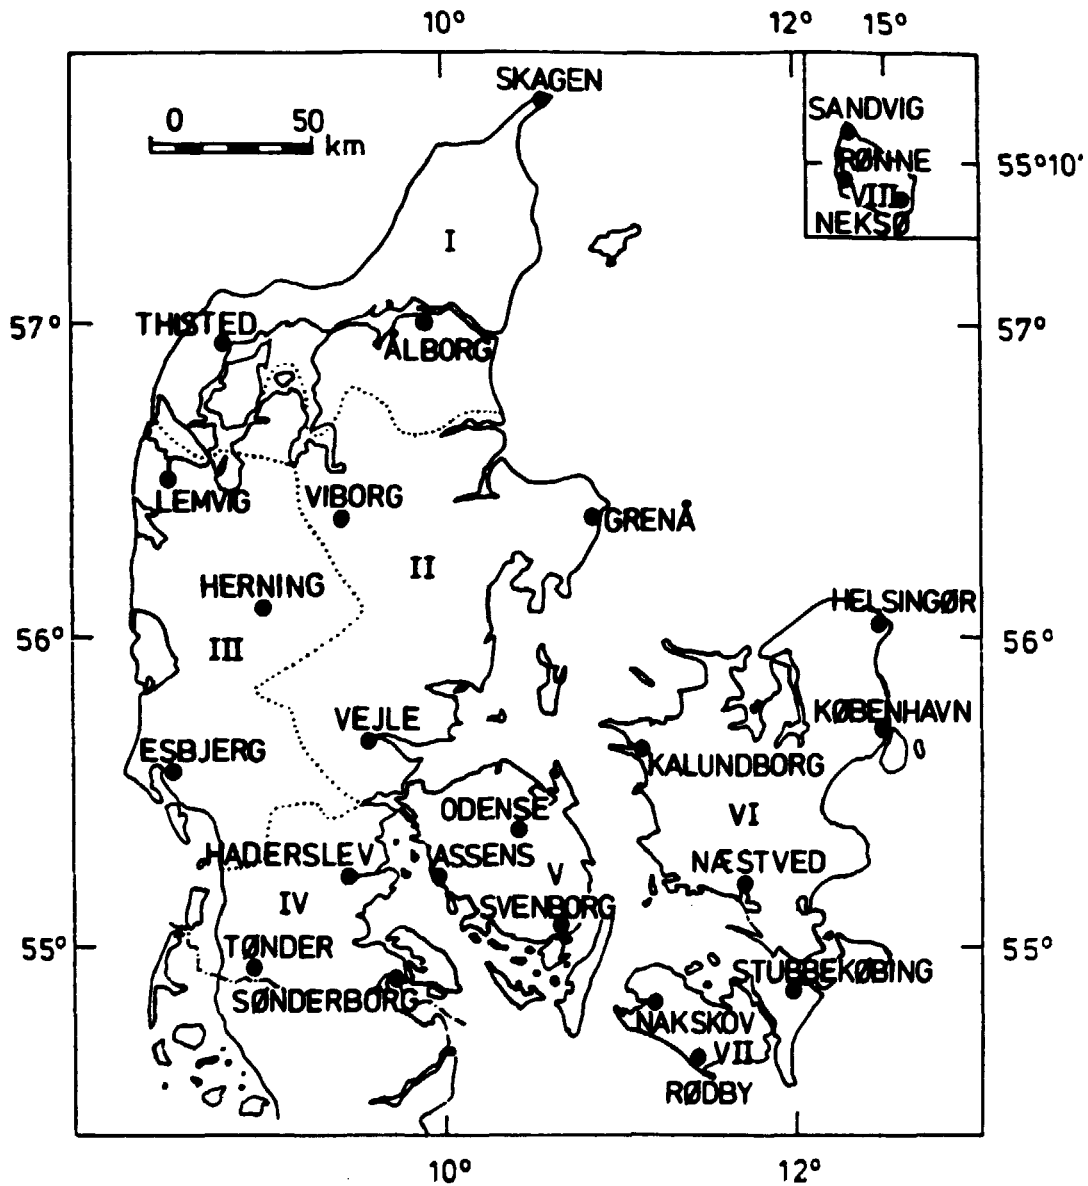 10° 12° 15°
SKAGEN
0 50
km
SANDVIG
RØNNE
VIII
NEKSØ
55°10'
I
57°
THISTED
ÅLBORG
57°
LEMVIG
VIBORG
GRENÅ
II
HERNING
HELSINGØR
56°
III
56°
VEJLE
KØBENHAVN
ESBJERG
KALUNDBORG
ODENSE
VI
HADERSLEV
ASSENS
NÆSTVED
V
IV
SVENBORG
55°
TØNDER
55°
STUBBEKØBING
SØNDERBORG
NAKSKOV
VII
RØDBY
10° 12°